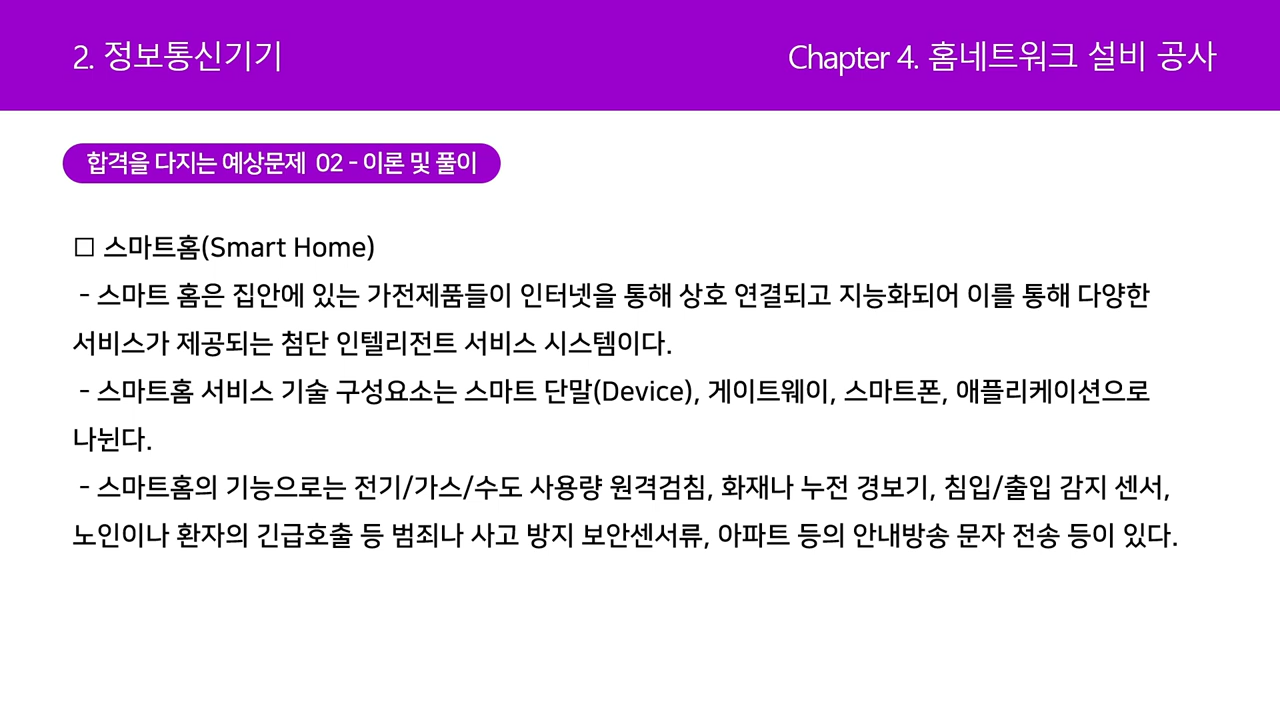 2. 정보통신기기
Chapter 4. 홈네트워크 설비 공사
합격을 다지는 예상문제 02 - 이론 및 풀이
□ 스마트홈(Smart Home)
- 스마트 홈은 집안에 있는 가전제품들이 인터넷을 통해 상호 연결되고 지능화되어 이를 통해 다양한
서비스가 제공되는 첨단 인텔리전트 서비스 시스템이다.
- 스마트홈 서비스 기술 구성요소는 스마트 단말(Device), 게이트웨이, 스마트폰, 애플리케이션으로
나뉜다.
- 스마트홈의 기능으로는 전기/가스/수도 사용량 원격검침, 화재나 누전 경보기, 침입/출입 감지 센서,
노인이나 환자의 긴급호출 등 범죄나 사고 방지 보안센서류, 아파트 등의 안내방송 문자 전송 등이 있다.